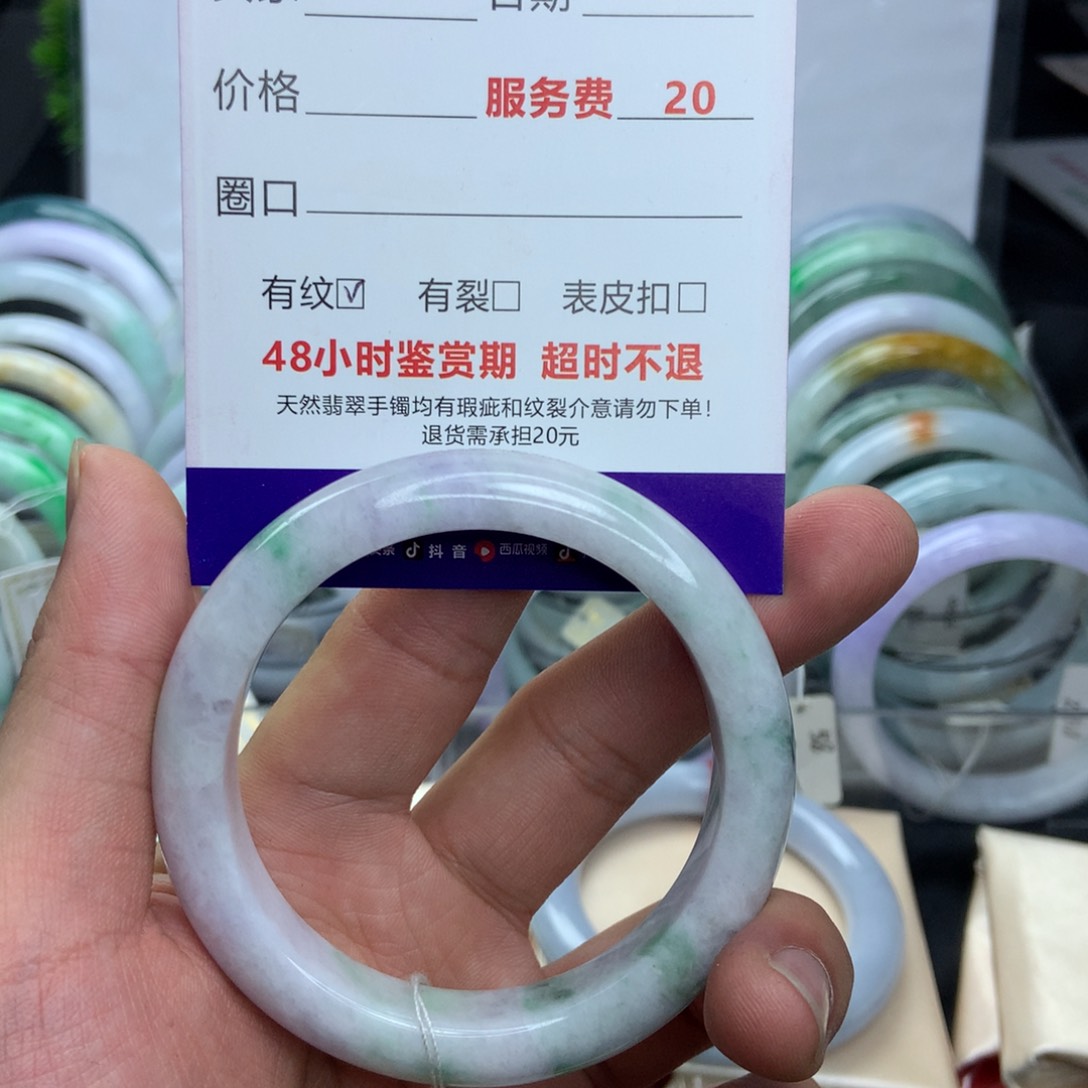 日期
价格 服务费 20
圈口
有纹☑ 有裂□ 表皮扣□
48小时鉴赏期 超时不退
天然翡翠手镯均有瑕疵和纹裂介意请勿下单！
退货需承担20元
抖音 西瓜视频